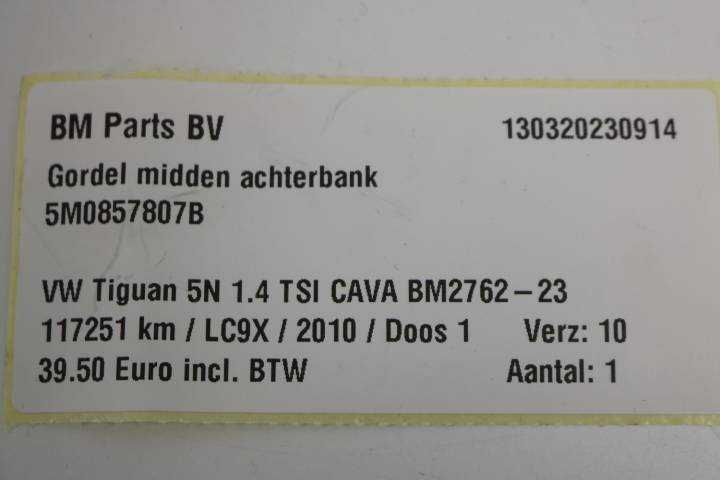 BM Parts BV 130320230914
Gordel midden achterbank
5M0857807B
VW Tiguan 5N 1.4 TSI CAVA BM2762-23
117251 km / LC9X / 2010 / Doos 1 Verz: 10
39.50 Euro incl. BTW Aantal: 1